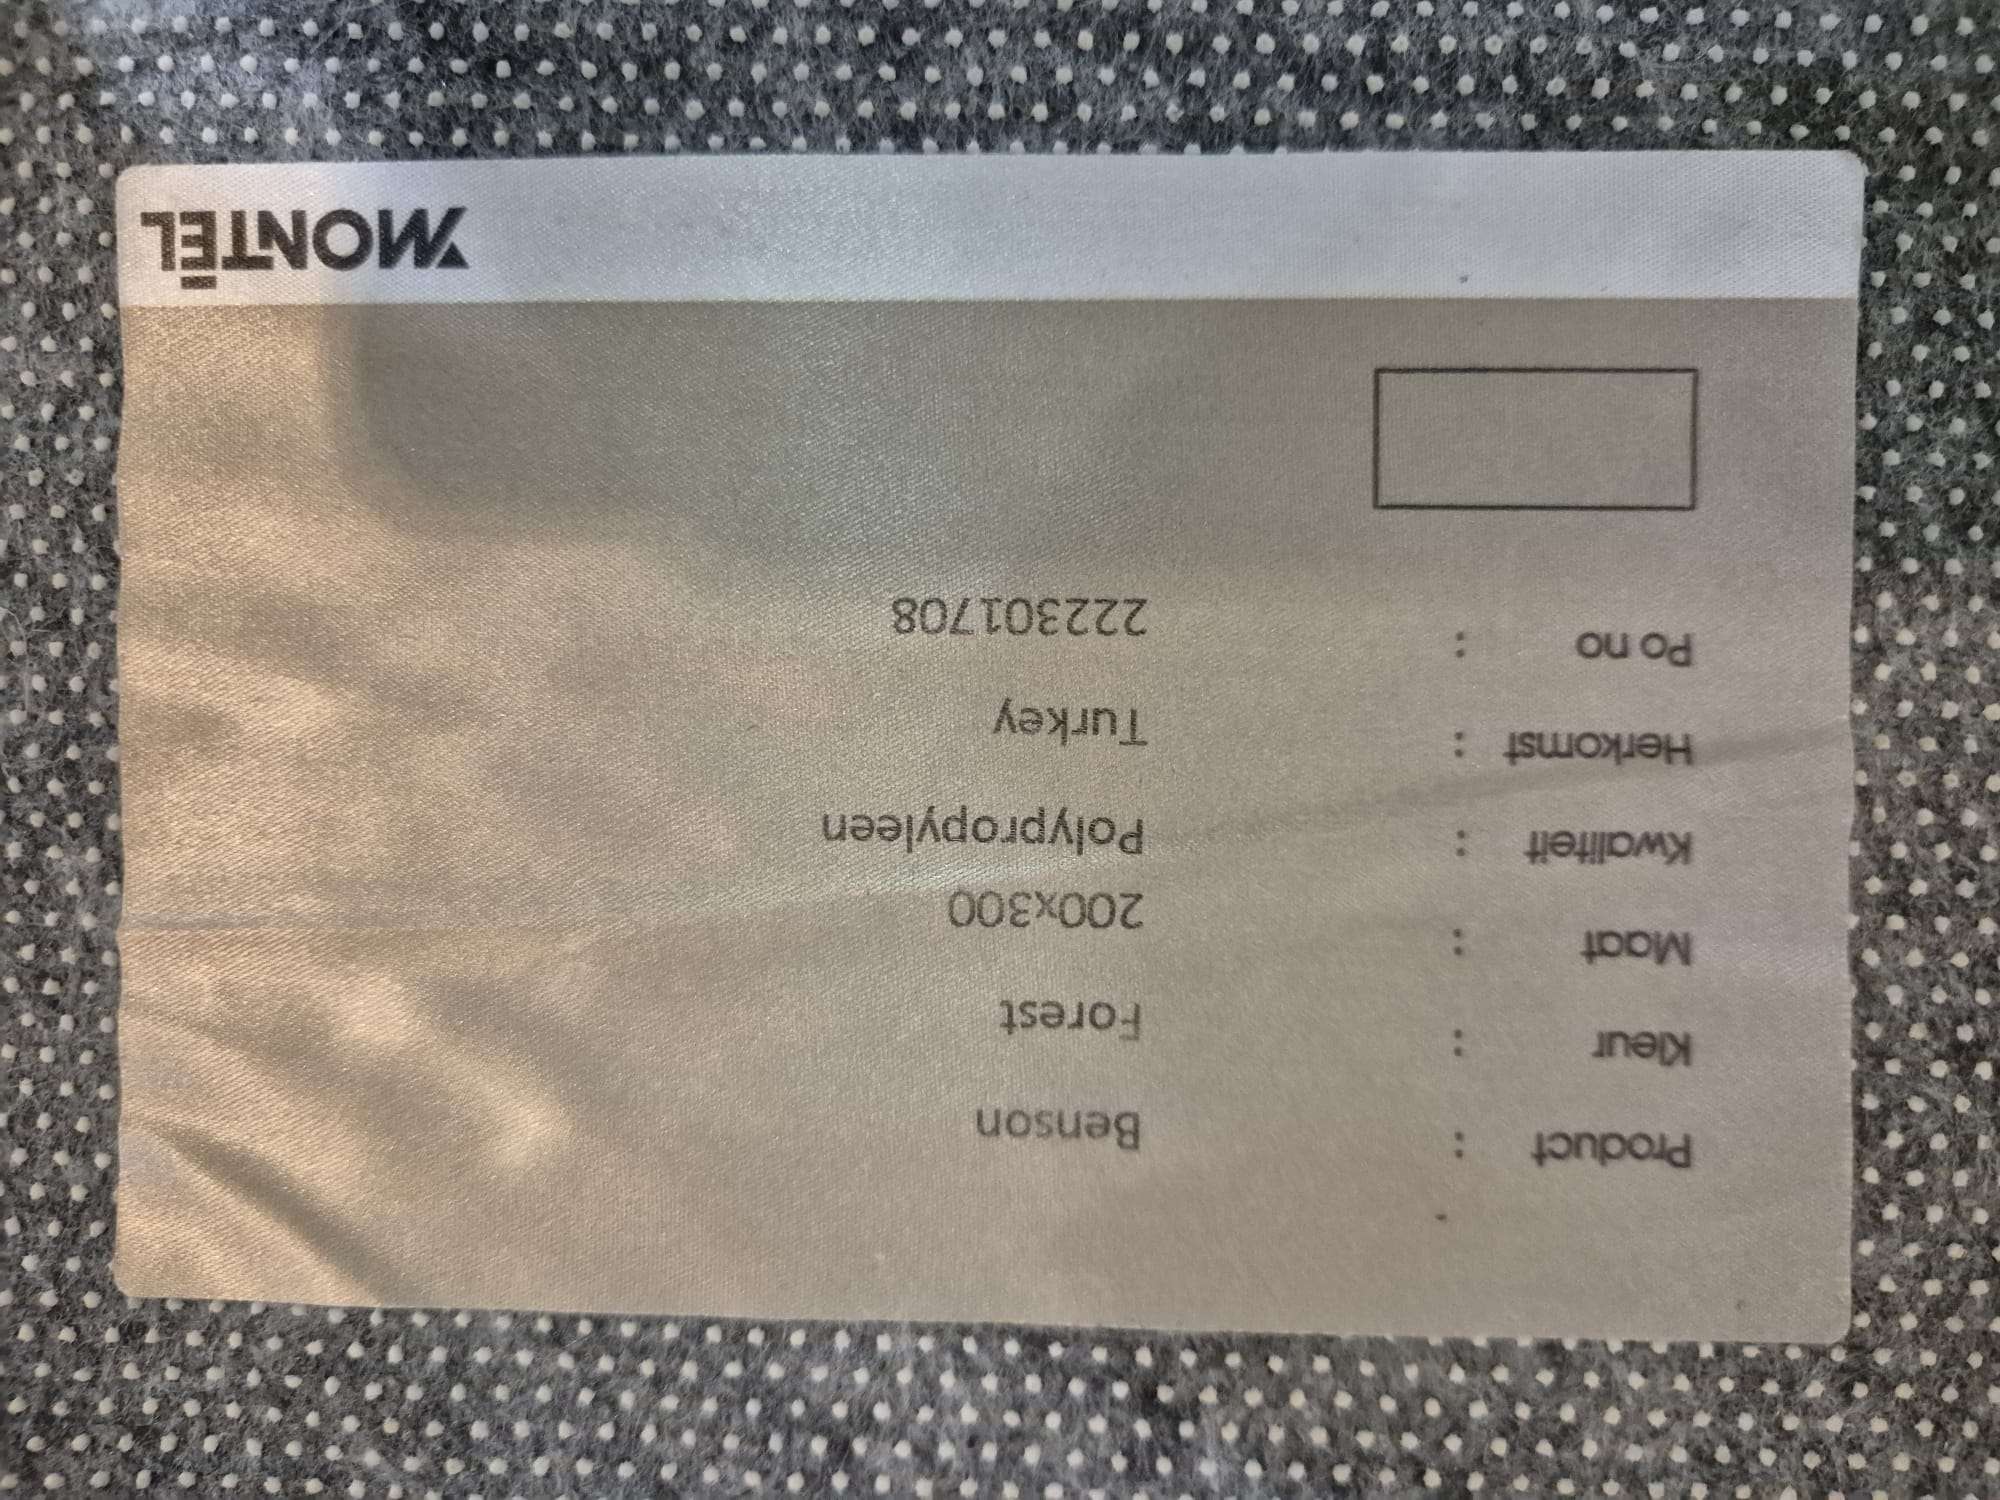 Product : Benson
Kleur : Forest
Maat : 200x300
Kwaliteit : Polypropyleen
Herkomst : Turkey
Po no : 222301708
MONTÈL